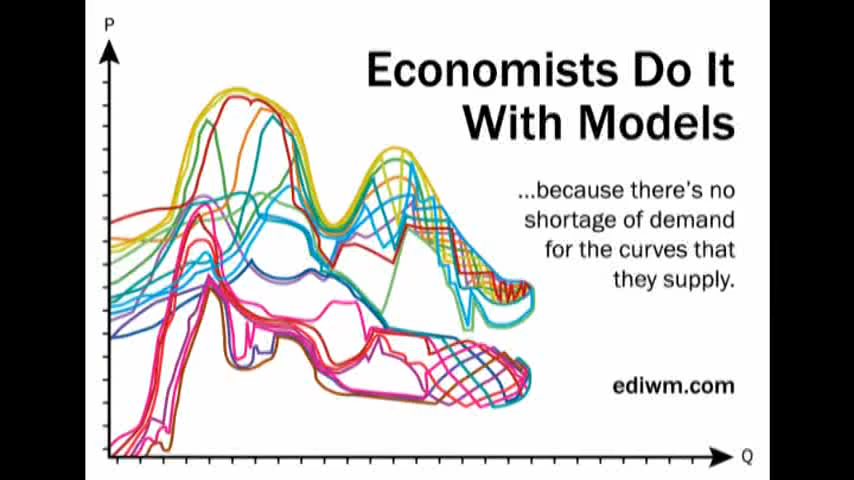 P
Economists Do It
With Models
...because there's no
shortage of demand
for the curves that
they supply.
ediwm.com
Q